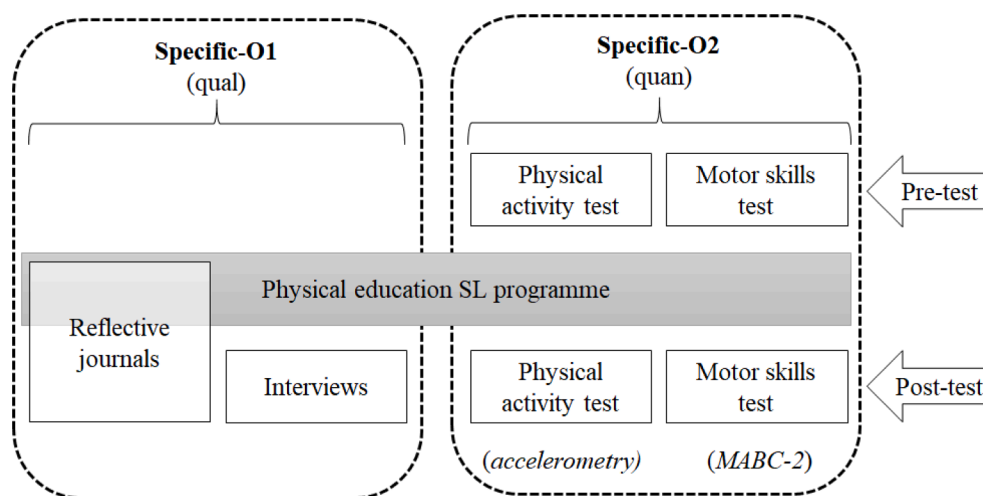 Specific-O1
(qual)
Specific-O2
(quan)
Physical
activity test
Motor skills
test
Pre-test
Physical education SL programme
Reflective
journals
Interviews
Physical
activity test
Motor skills
test
Post-test
(accelerometry)
(MABC-2)